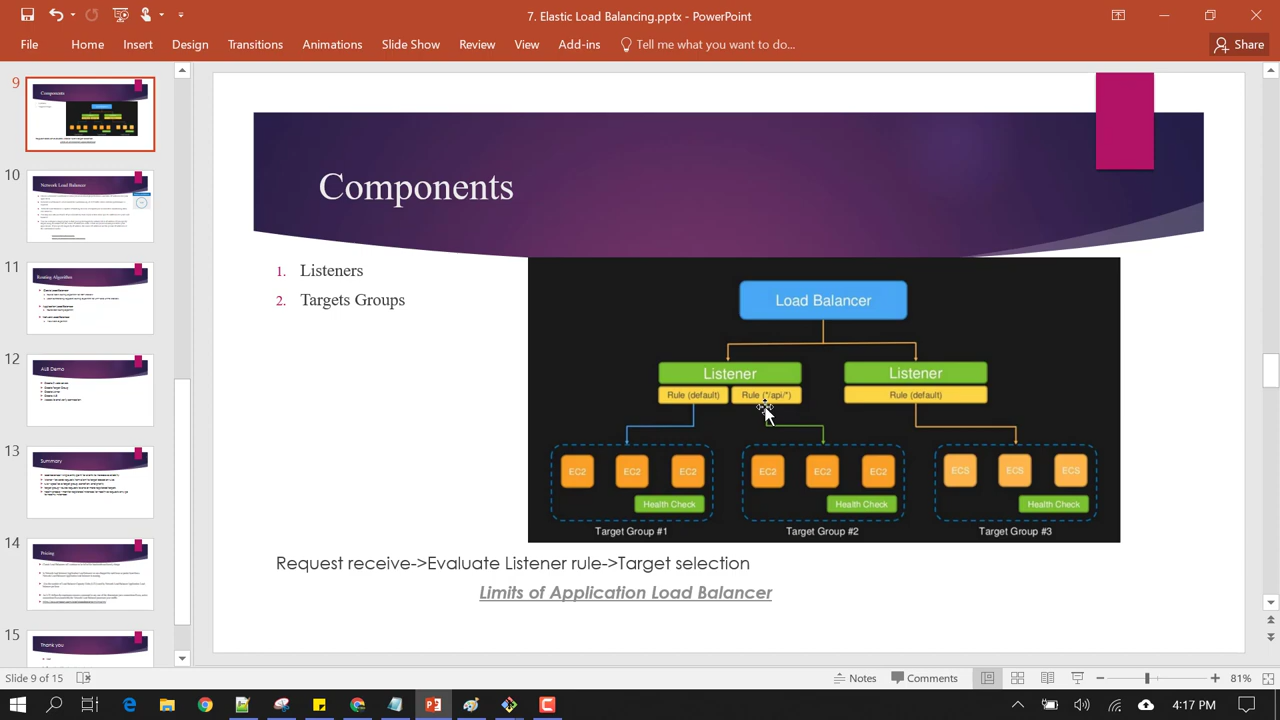 7. Elastic Load Balancing.pptx - PowerPoint
File Home Insert Design Transitions Animations Slide Show Review View Add-ins Tell me what you want to do... Share
9
Components
10
Network Load Balancer
11
Routing Algorithm
12
ALB Demo
13
Summary
14
Pricing
15
Thank you
Components
1. Listeners
2. Targets Groups
Load Balancer
Listener Listener
Rule (default) Rule (*/api/*) Rule (default)
EC2 EC2 EC2 EC2 EC2 EC2 ECS ECS ECS
Health Check Health Check Health Check
Target Group #1 Target Group #2 Target Group #3
Request receive->Evaluate Listener rule->Target selection
Limits of Application Load Balancer
Slide 9 of 15 Notes Comments 81%
4:17 PM